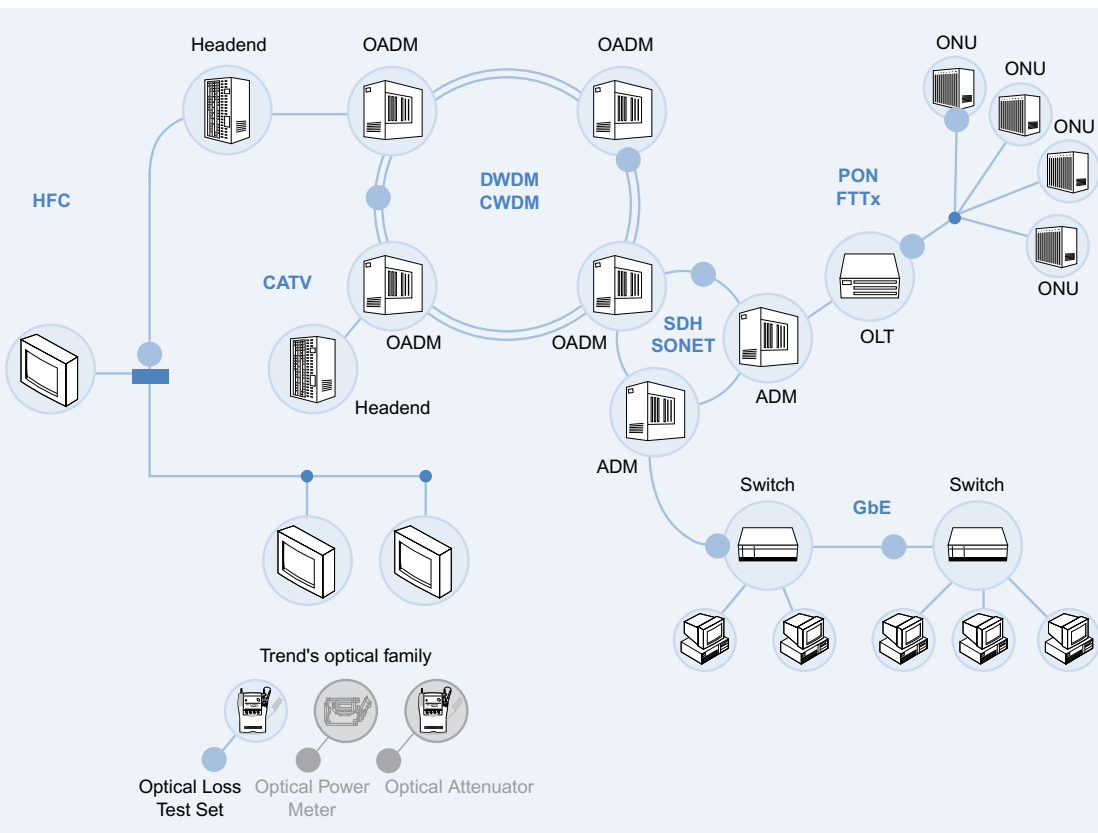 Headend
OADM
OADM
ONU
ONU
ONU
ONU
HFC
DWDM
CWDM
PON
FTTx
CATV
OADM
OADM
SDH
SONET
OLT
Headend
ADM
ADM
Switch
GbE
Switch
Trend's optical family
Optical Loss
Test Set
Optical Power
Meter
Optical Attenuator